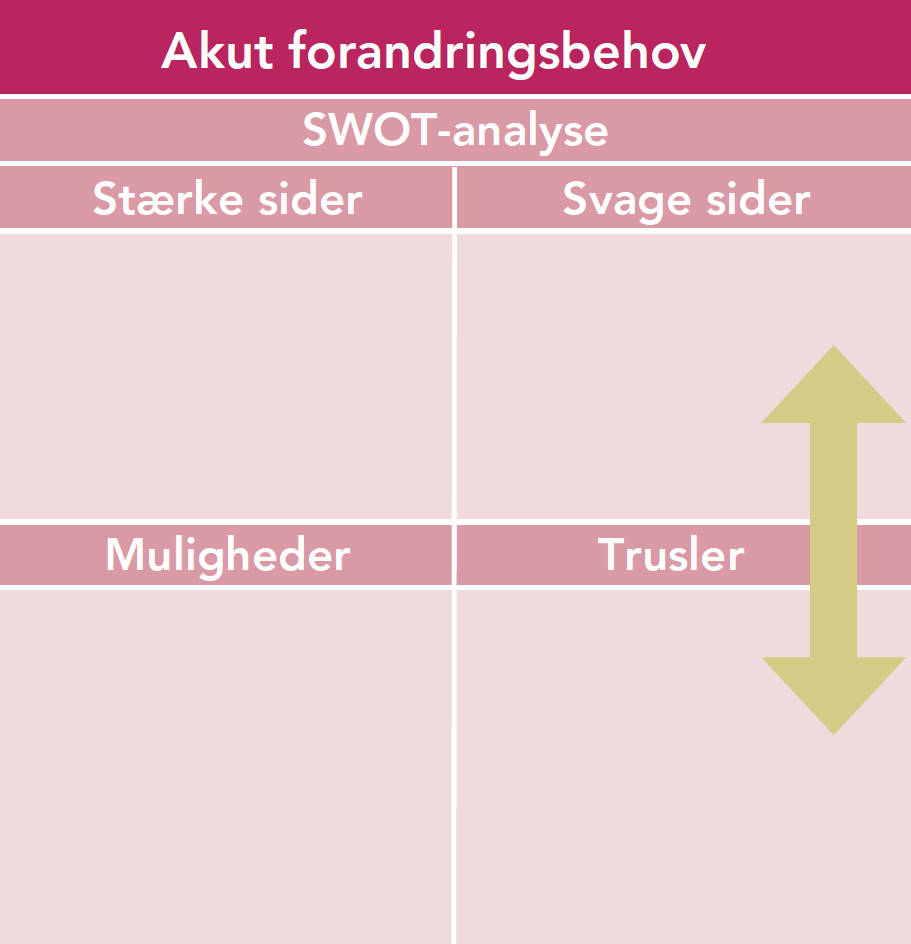 Akut forandringsbehov
SWOT-analyse
Stærke sider
Svage sider
Muligheder
Trusler